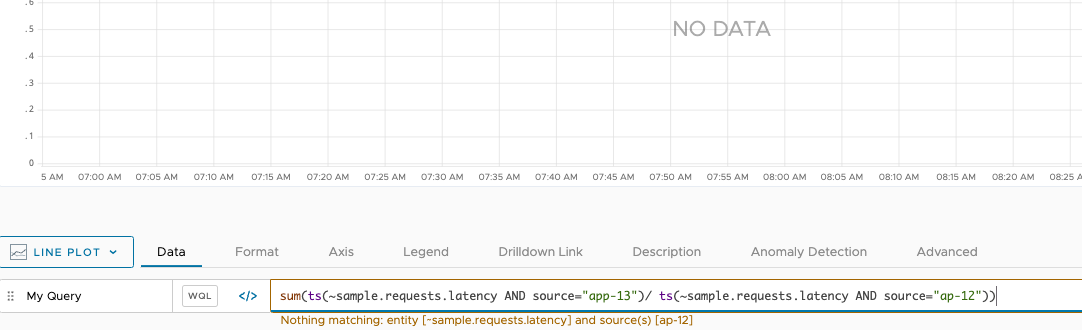 .6
NO DATA
.5
.4
.3
.2
.1
0
5 AM 07:00 AM 07:05 AM 07:10 AM 07:15 AM 07:20 AM 07:25 AM 07:30 AM 07:35 AM 07:40 AM 07:45 AM 07:50 AM 07:55 AM 08:00 AM 08:05 AM 08:10 AM 08:15 AM 08:20 AM 08:25 A
LINE PLOT Data Format Axis Legend Drilldown Link Description Anomaly Detection Advanced
My Query WQL </> sum(ts(~sample.requests.latency AND source="app-13")/ ts(~sample.requests.latency AND source="ap-12"))
Nothing matching: entity [~sample.requests.latency] and source(s) [ap-12]